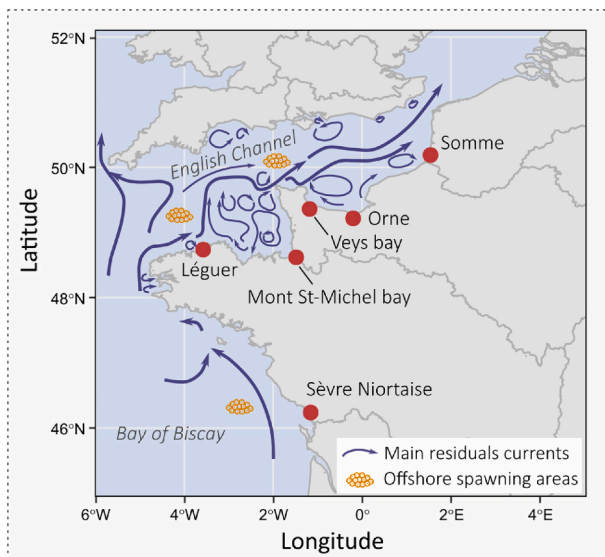 52°N
50°N
48°N
46°N
Latitude
English Channel
Somme
Orne
Veys bay
Léguer
Mont St-Michel bay
Sèvre Niortaise
Bay of Biscay
Main residuals currents
Offshore spawning areas
6°W
4°W
2°W
0°
2°E
4°E
Longitude